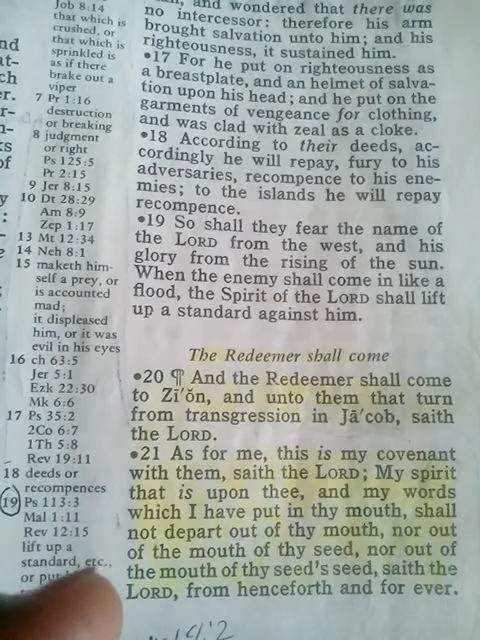 Job 8:14
that which is
crushed, or
that which is
sprinkled is
as if there
brake out a
viper
7 Pr 1:16
destruction
or breaking
8 judgment
or right
Ps 125:5
Pr 2:15
9 Jer 8:15
10 Dt 28:29
Am 8:9
Zep 1:17
13 Mt 12:34
14 Neh 8:1
15 maketh him-
self a prey, or
is accounted
mad;
it displeased
him, or it was
evil in his eyes
16 ch 63:5
Jer 5:1
Ezk 22:30
Mk 6:6
17 Ps 35:2
2Co 6:7
1Th 5:8
Rev 19:11
18 deeds or
recompences
19 Ps 113:3
Mal 1:11
Rev 12:15
lift up a
standard, etc.,
or put
and wondered that there was
no intercessor: therefore his arm
brought salvation unto him; and his
righteousness, it sustained him.
•17 For he put on righteousness as
a breastplate, and an helmet of salva-
tion upon his head; and he put on the
garments of vengeance for clothing,
and was clad with zeal as a cloke.
•18 According to their deeds, ac-
cordingly he will repay, fury to his
adversaries, recompence to his ene-
mies; to the islands he will repay
recompence.
•19 So shall they fear the name of
the LORD from the west, and his
glory from the rising of the sun.
When the enemy shall come in like a
flood, the Spirit of the LORD shall lift
up a standard against him.
The Redeemer shall come
•20 ¶ And the Redeemer shall come
to Zī'ŏn, and unto them that turn
from transgression in Jā'cob, saith
the LORD.
•21 As for me, this is my covenant
with them, saith the LORD; My spirit
that is upon thee, and my words
which I have put in thy mouth, shall
not depart out of thy mouth, nor out
of the mouth of thy seed, nor out of
the mouth of thy seed's seed, saith the
LORD, from henceforth and for ever.